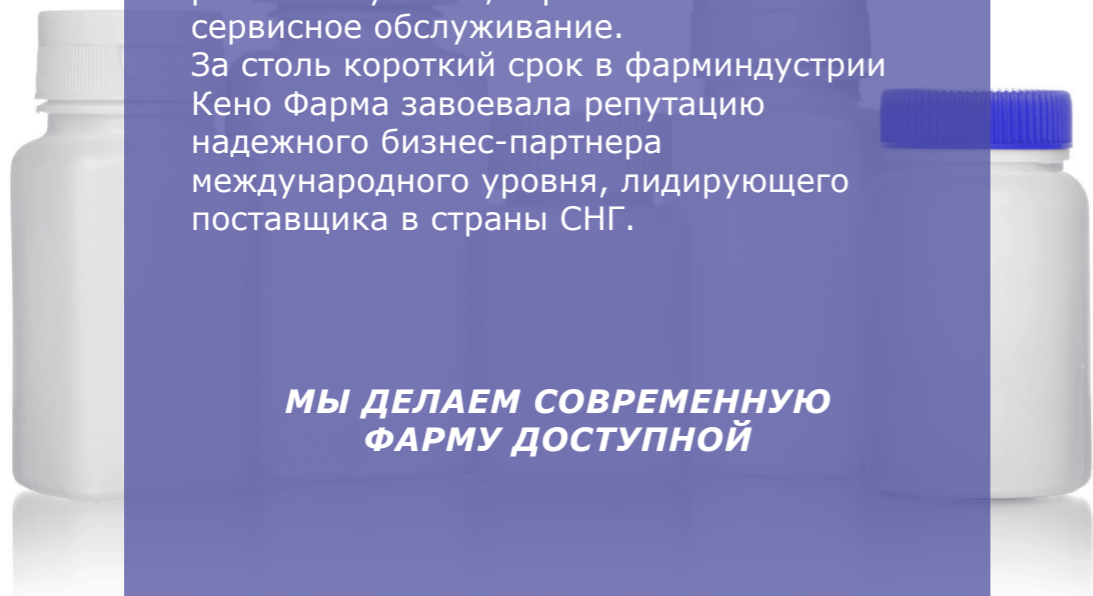 сервисное обслуживание.
За столь короткий срок в фарминдустрии
Кено Фарма завоевала репутацию
надежного бизнес-партнера
международного уровня, лидирующего
поставщика в страны СНГ.
МЫ ДЕЛАЕМ СОВРЕМЕННУЮ
ФАРМУ ДОСТУПНОЙ